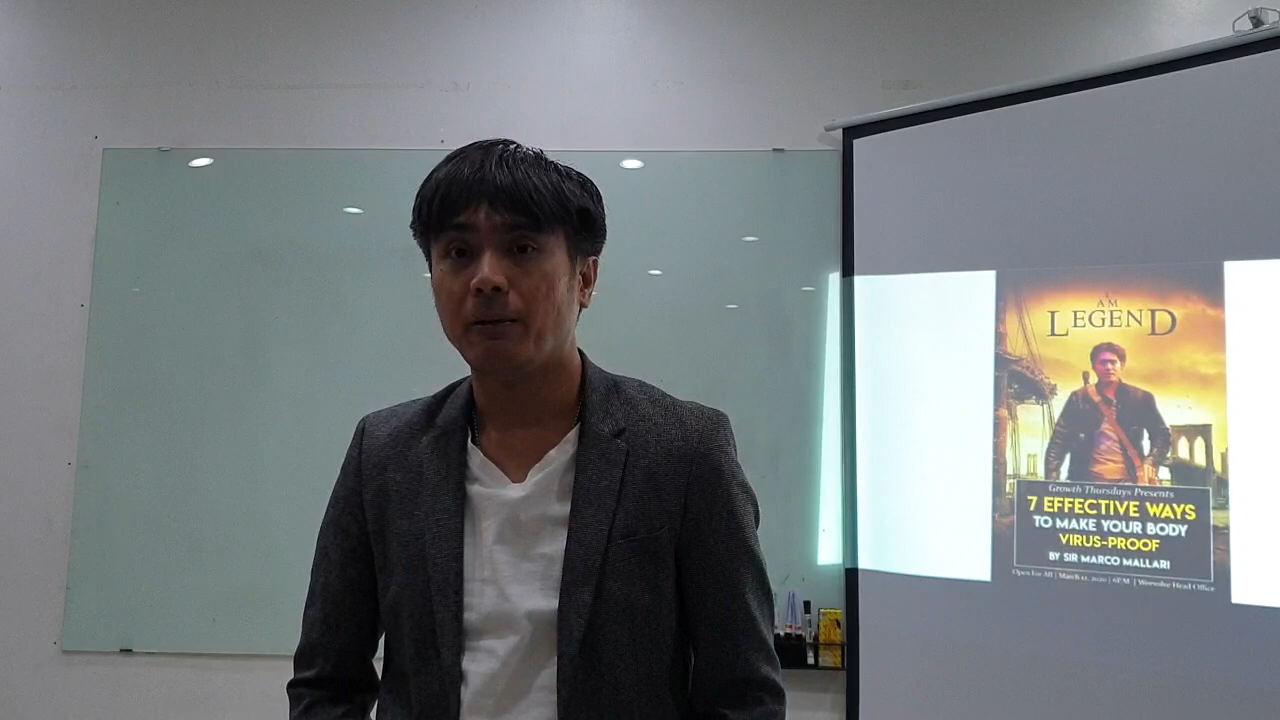 I AM
LEGEND
Growth Thursdays Presents
7 EFFECTIVE WAYS
TO MAKE YOUR BODY
VIRUS-PROOF
BY SIR MARCO MALLARI
Open For All | March 12, 2020 | 6PM | Head Office